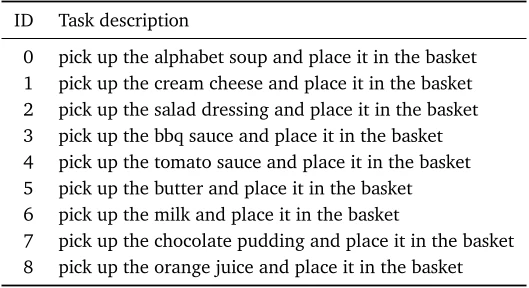 ID Task description
0 pick up the alphabet soup and place it in the basket
1 pick up the cream cheese and place it in the basket
2 pick up the salad dressing and place it in the basket
3 pick up the bbq sauce and place it in the basket
4 pick up the tomato sauce and place it in the basket
5 pick up the butter and place it in the basket
6 pick up the milk and place it in the basket
7 pick up the chocolate pudding and place it in the basket
8 pick up the orange juice and place it in the basket